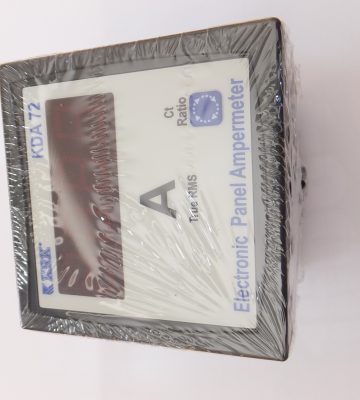 KDA 72
Ct
Ratio
A
True RMS
Electronic Panel Ampermeter